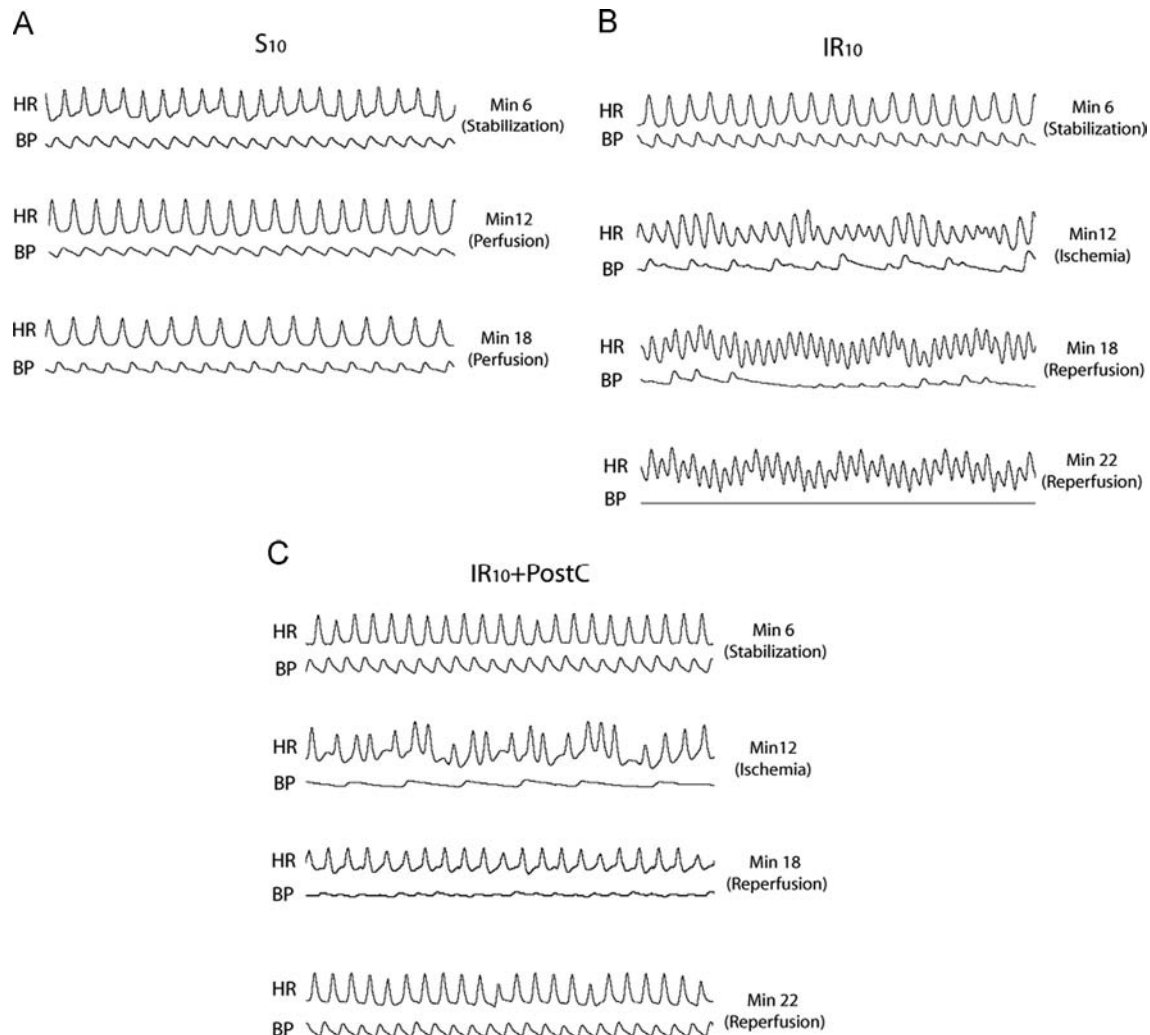 A
S10
HR
Min 6
BP
(Stabilization)
HR
Min12
BP
(Perfusion)
HR
Min 18
BP
(Perfusion)
B
IR10
HR
Min 6
BP
(Stabilization)
HR
Min12
BP
(Ischemia)
HR
Min 18
BP
(Reperfusion)
HR
Min 22
BP
(Reperfusion)
C
IR10+PostC
HR
Min 6
BP
(Stabilization)
HR
Min12
BP
(Ischemia)
HR
Min 18
BP
(Reperfusion)
HR
Min 22
BP
(Reperfusion)